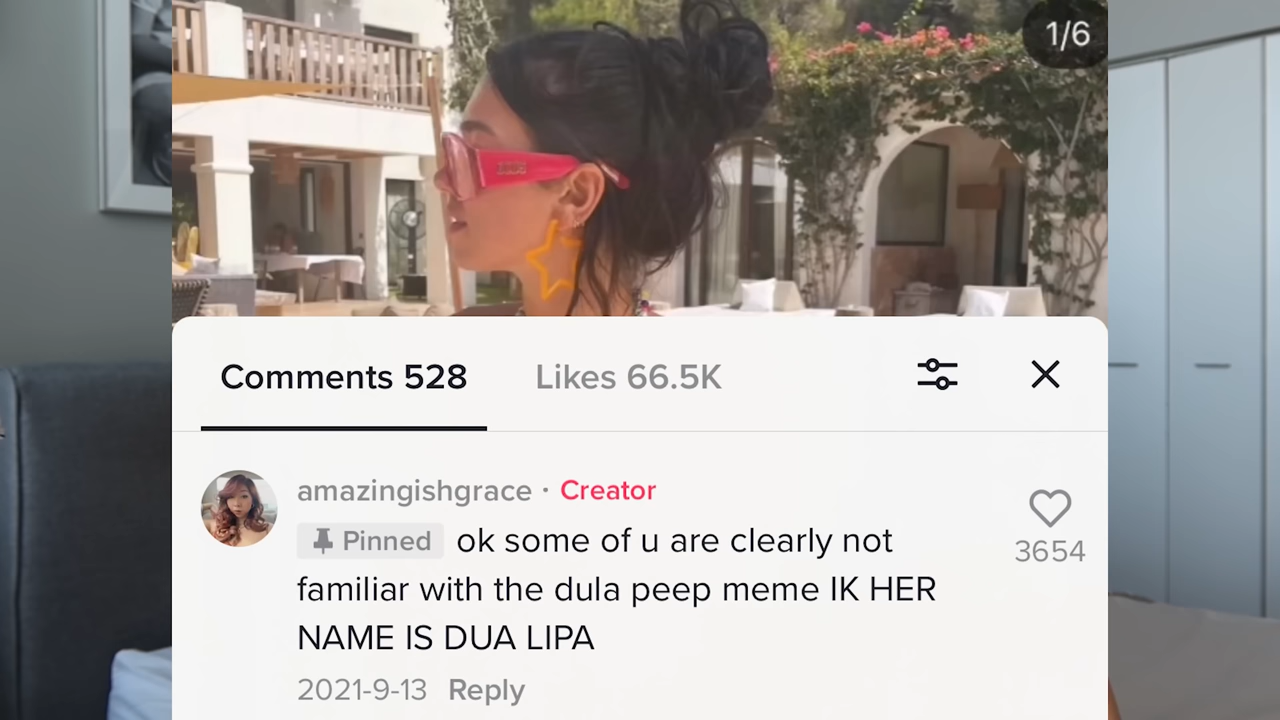 1/6
Comments 528
Likes 66.5K
amazingishgrace · Creator
Pinned ok some of u are clearly not
familiar with the dula peep meme IK HER
NAME IS DUA LIPA
3654
2021-9-13 Reply